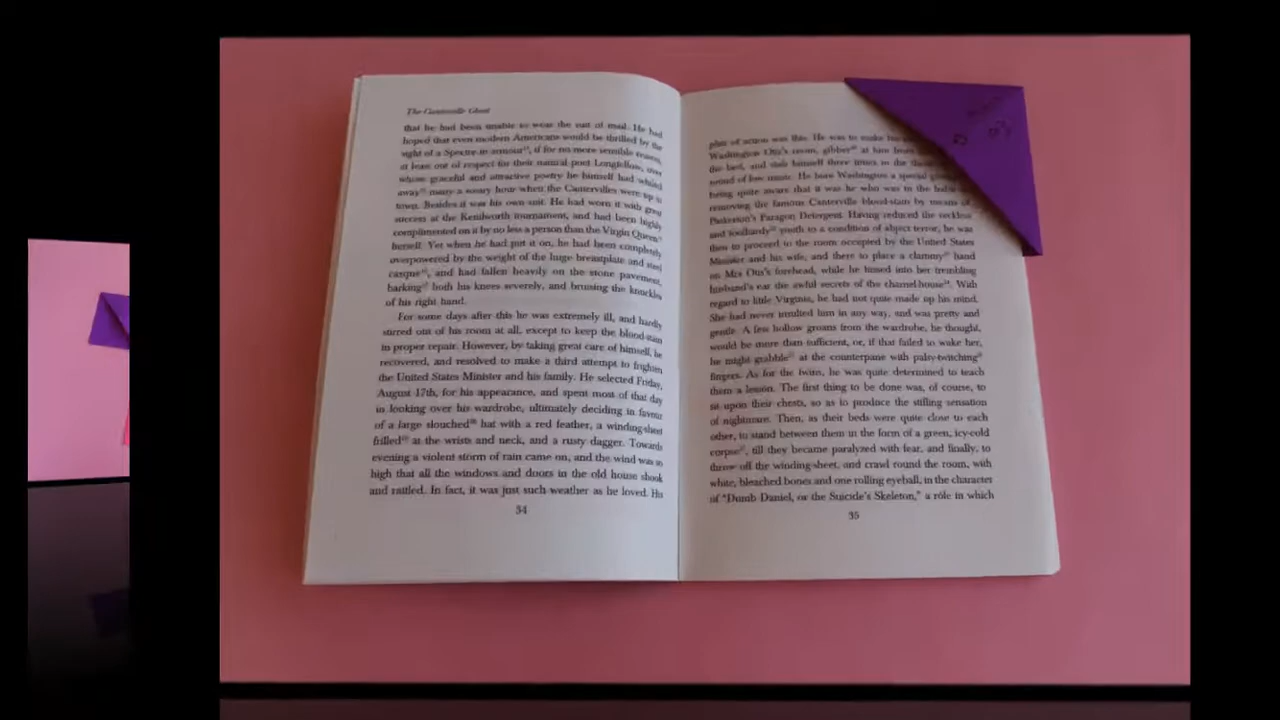 The Canterville Ghost
that he had been unable to wear the suit of mail. He had
hoped that even modern Americans would be thrilled by the
sight of a Spectre in armour, if for no more sensible reason,
at least out of respect for their natural poet Longfellow, over
whose graceful and attractive poetry he himself had whiled
away many a weary hour when the Cantervilles were up in
town. Besides it was his own suit. He had worn it with great
success at the Kenilworth tournament, and had been highly
complimented on it by no less a person than the Virgin Queen
herself. Yet when he had put it on, he had been completely
overpowered by the weight of the huge breastplate and steel
casque, and had fallen heavily on the stone pavement,
barking both his knees severely, and bruising the knuckles
of his right hand.
For some days after this he was extremely ill, and hardly
stirred out of his room at all, except to keep the blood-stain
in proper repair. However, by taking great care of himself, he
recovered, and resolved to make a third attempt to frighten
the United States Minister and his family. He selected Friday,
August 17th, for his appearance, and spent most of that day
in looking over his wardrobe, ultimately deciding in favour
of a large slouched hat with a red feather, a winding-sheet
frilled at the wrists and neck, and a rusty dagger. Towards
evening a violent storm of rain came on, and the wind was so
high that all the windows and doors in the old house shook
and rattled. In fact, it was just such weather as he loved. His
34
plan of action was this. He was to make his
Washington Otis's room, gibber at him from
the bed, and stab himself three times in the
sound of low music. He bore Washington a special
being quite aware that it was he who was in the habit
removing the famous Canterville blood-stain by means of
Pinkerton's Paragon Detergent. Having reduced the reckless
and foolhardy youth to a condition of abject terror, he was
then to proceed to the room occupied by the United States
Minister and his wife, and there to place a clammy hand
on Mrs Otis's forehead, while he hissed into her trembling
husband's ear the awful secrets of the charnel-house. With
regard to little Virginia, he had not quite made up his mind.
She had never insulted him in any way, and was pretty and
gentle. A few hollow groans from the wardrobe, he thought,
would be more than sufficient, or, if that failed to wake her,
he might grabble at the counterpane with palsy-twitching
fingers. As for the twins, he was quite determined to teach
them a lesson. The first thing to be done was, of course, to
sit upon their chests, so as to produce the stifling sensation
of nightmare. Then, as their beds were quite close to each
other, to stand between them in the form of a green, icy-cold
corpse, till they became paralyzed with fear, and finally, to
throw off the winding-sheet, and crawl round the room, with
white, bleached bones and one rolling eyeball, in the character
of "Dumb Daniel, or the Suicide's Skeleton," a rôle in which
35